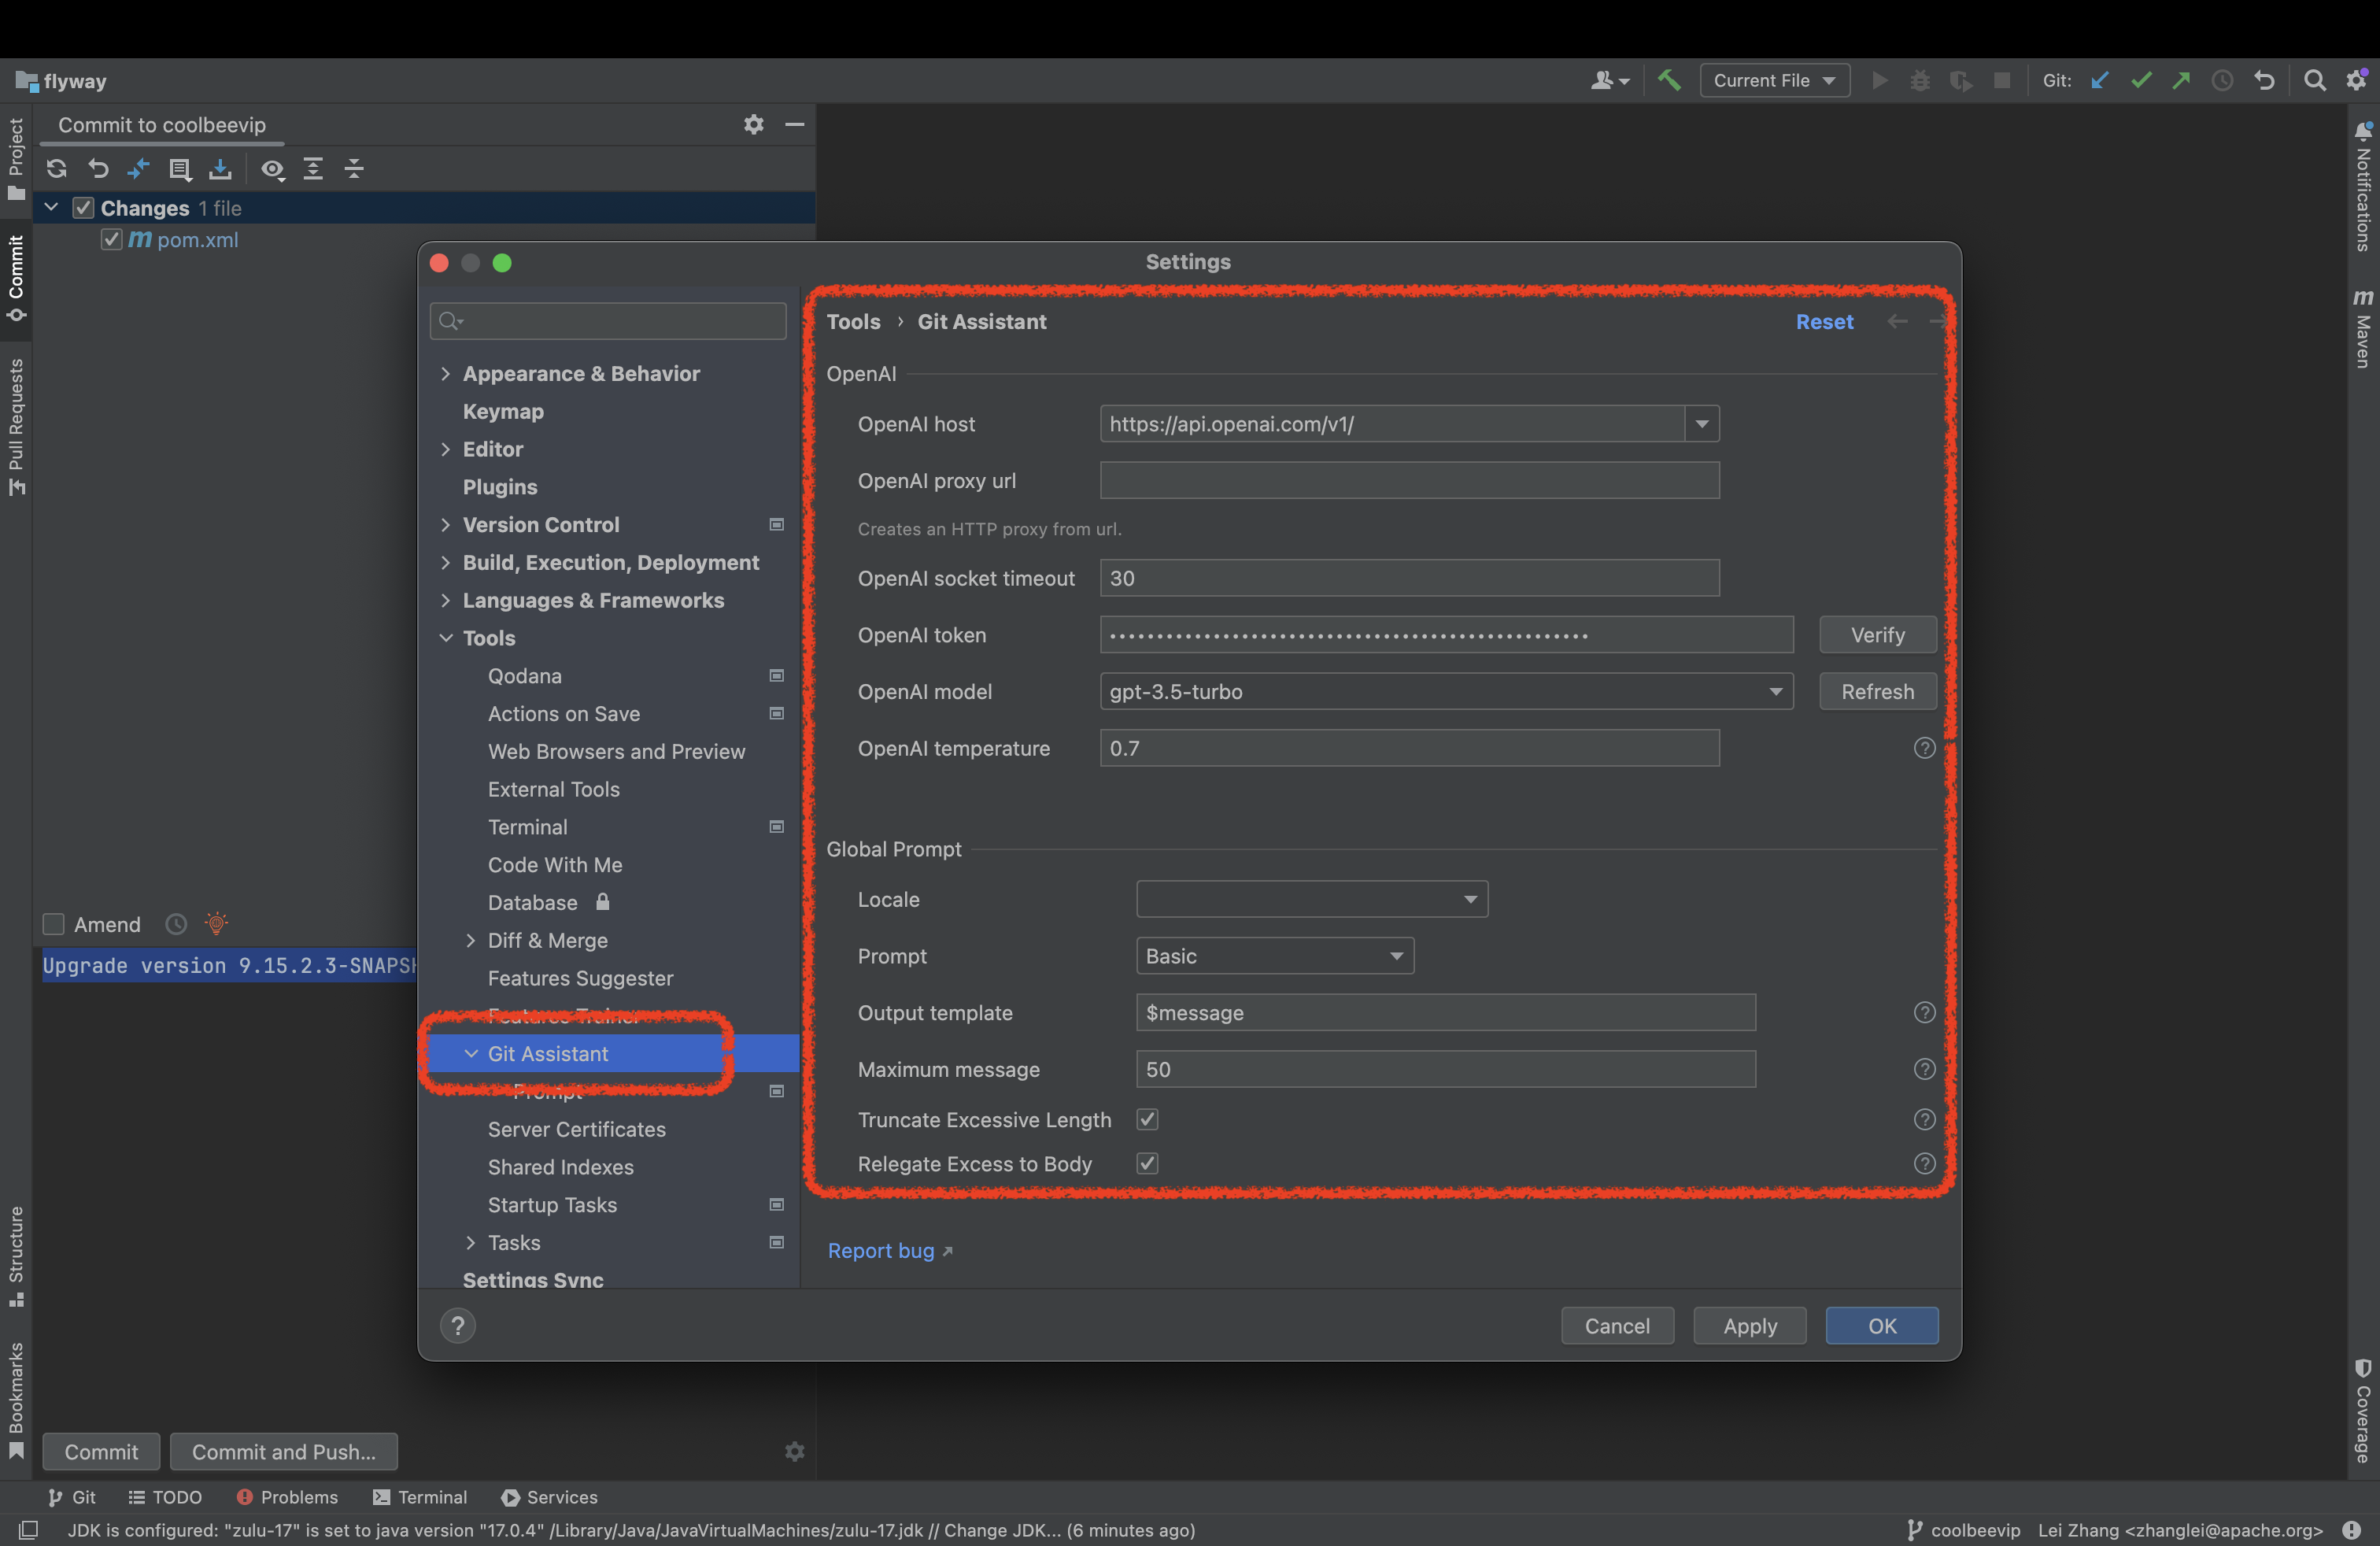 flyway
Current File
Git:
Project
Commit
Pull Requests
Structure
Bookmarks
Commit to coolbeevip
Changes 1 file
pom.xml
Amend
Upgrade version 9.15.2.3-SNAPSH
Commit
Commit and Push...
Settings
Appearance & Behavior
Keymap
Editor
Plugins
Version Control
Build, Execution, Deployment
Languages & Frameworks
Tools
Qodana
Actions on Save
Web Browsers and Preview
External Tools
Terminal
Code With Me
Database
Diff & Merge
Features Suggester
Features Trainer
Git Assistant
Prompt
Server Certificates
Shared Indexes
Startup Tasks
Tasks
Settings Sync
Tools › Git Assistant
Reset
OpenAI
OpenAI host https://api.openai.com/v1/
OpenAI proxy url
Creates an HTTP proxy from url.
OpenAI socket timeout 30
OpenAI token Verify
OpenAI model gpt-3.5-turbo Refresh
OpenAI temperature 0.7
Global Prompt
Locale
Prompt Basic
Output template $message
Maximum message 50
Truncate Excessive Length
Relegate Excess to Body
Report bug
?
Cancel
Apply
OK
Notifications
m
Maven
Coverage
Git
TODO
Problems
Terminal
Services
JDK is configured: "zulu-17" is set to java version "17.0.4" /Library/Java/JavaVirtualMachines/zulu-17.jdk // Change JDK... (6 minutes ago)
coolbeevip
Lei Zhang <zhanglei@apache.org>